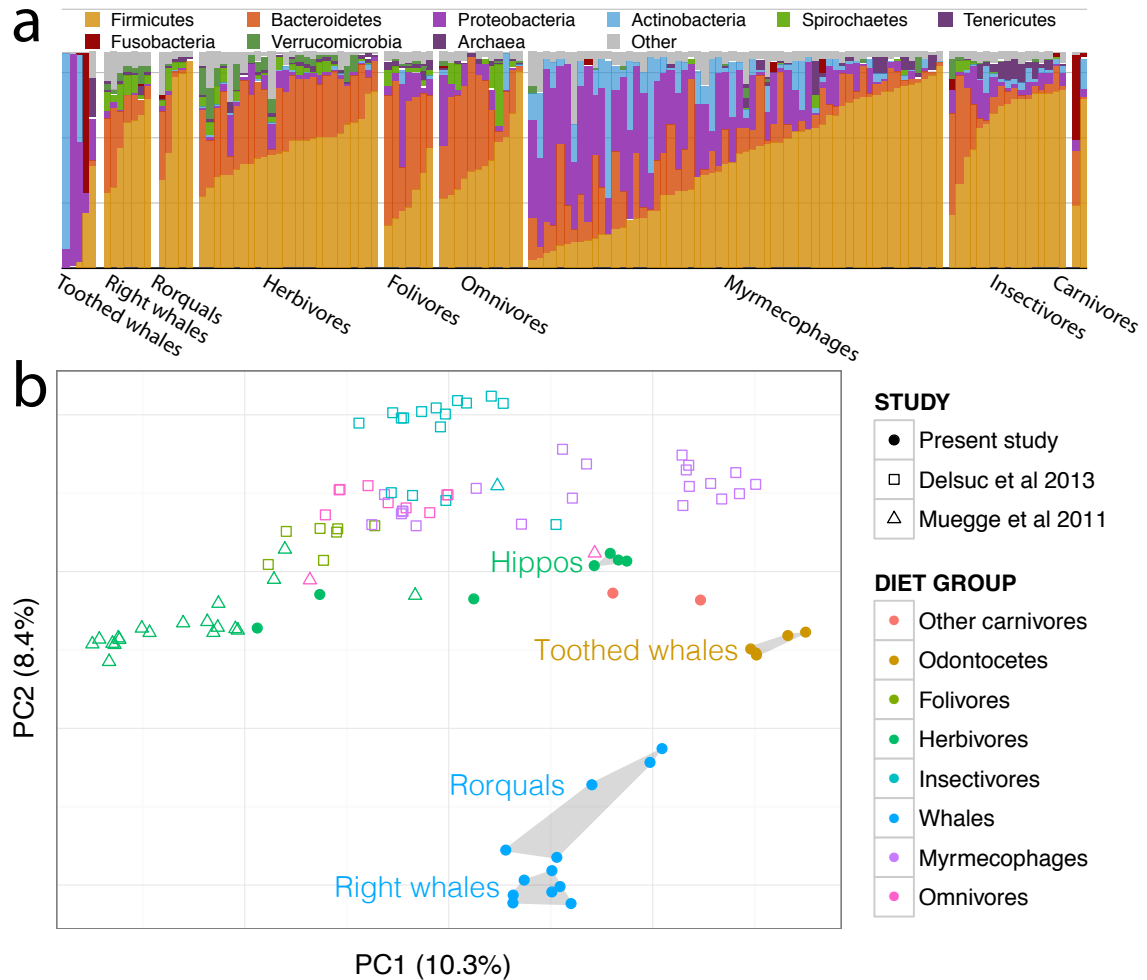 a
Firmicutes Bacteroidetes Proteobacteria Actinobacteria Spirochaetes Tenericutes
Fusobacteria Verrucomicrobia Archaea Other
Toothed whales
Right whales
Rorquals
Herbivores
Folivores
Omnivores
Myrmecophages
Insectivores
Carnivores
b
Hippos
Toothed whales
Rorquals
Right whales
PC2 (8.4%)
PC1 (10.3%)
STUDY
Present study
Delsuc et al 2013
Muegge et al 2011
DIET GROUP
Other carnivores
Odontocetes
Folivores
Herbivores
Insectivores
Whales
Myrmecophages
Omnivores